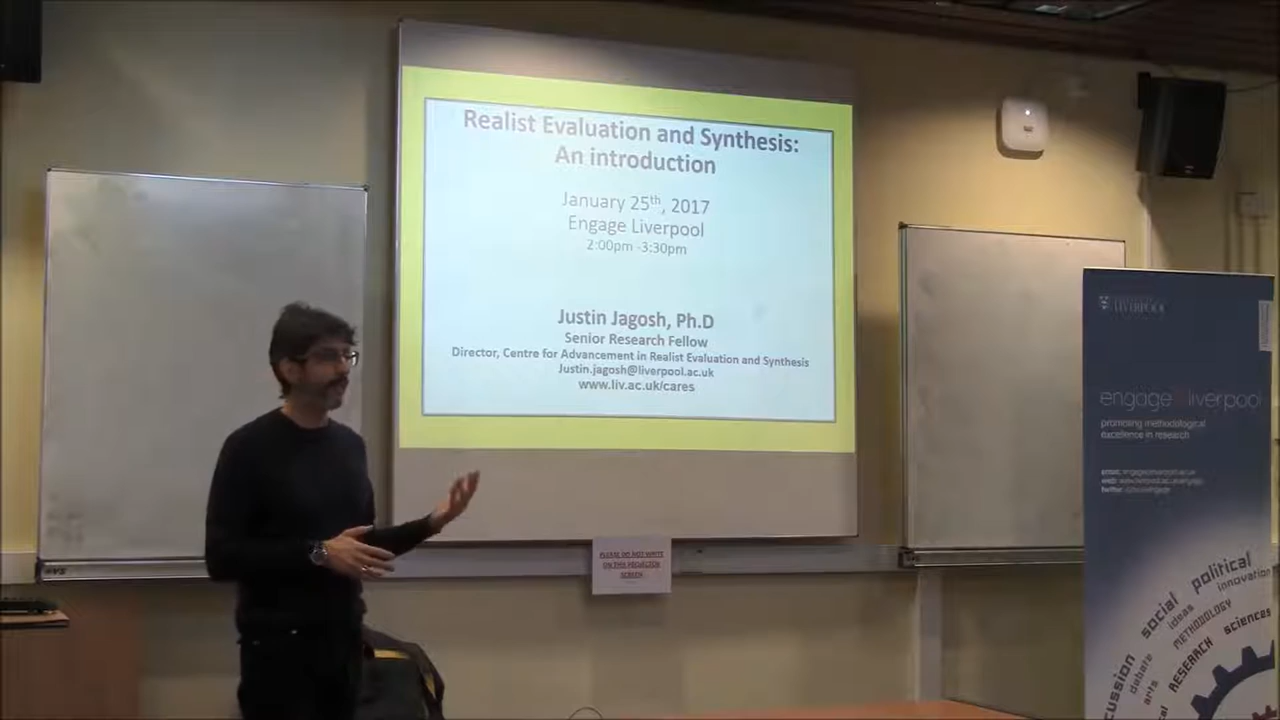 Realist Evaluation and Synthesis:
An introduction
January 25th, 2017
Engage Liverpool
2:00pm -3:30pm
Justin Jagosh, Ph.D
Senior Research Fellow
Director, Centre for Advancement in Realist Evaluation and Synthesis
Justin.jagosh@liverpool.ac.uk
www.liv.ac.uk/cares
PLEASE DO NOT WRITE
ON THIS PROJECTOR
SCREEN
LIVERPOOL
engage liverpool
promoting methodological
excellence in research
political
innovation
social
ideas
METHODOLOGY
sciences
RESEARCH
debate
arts